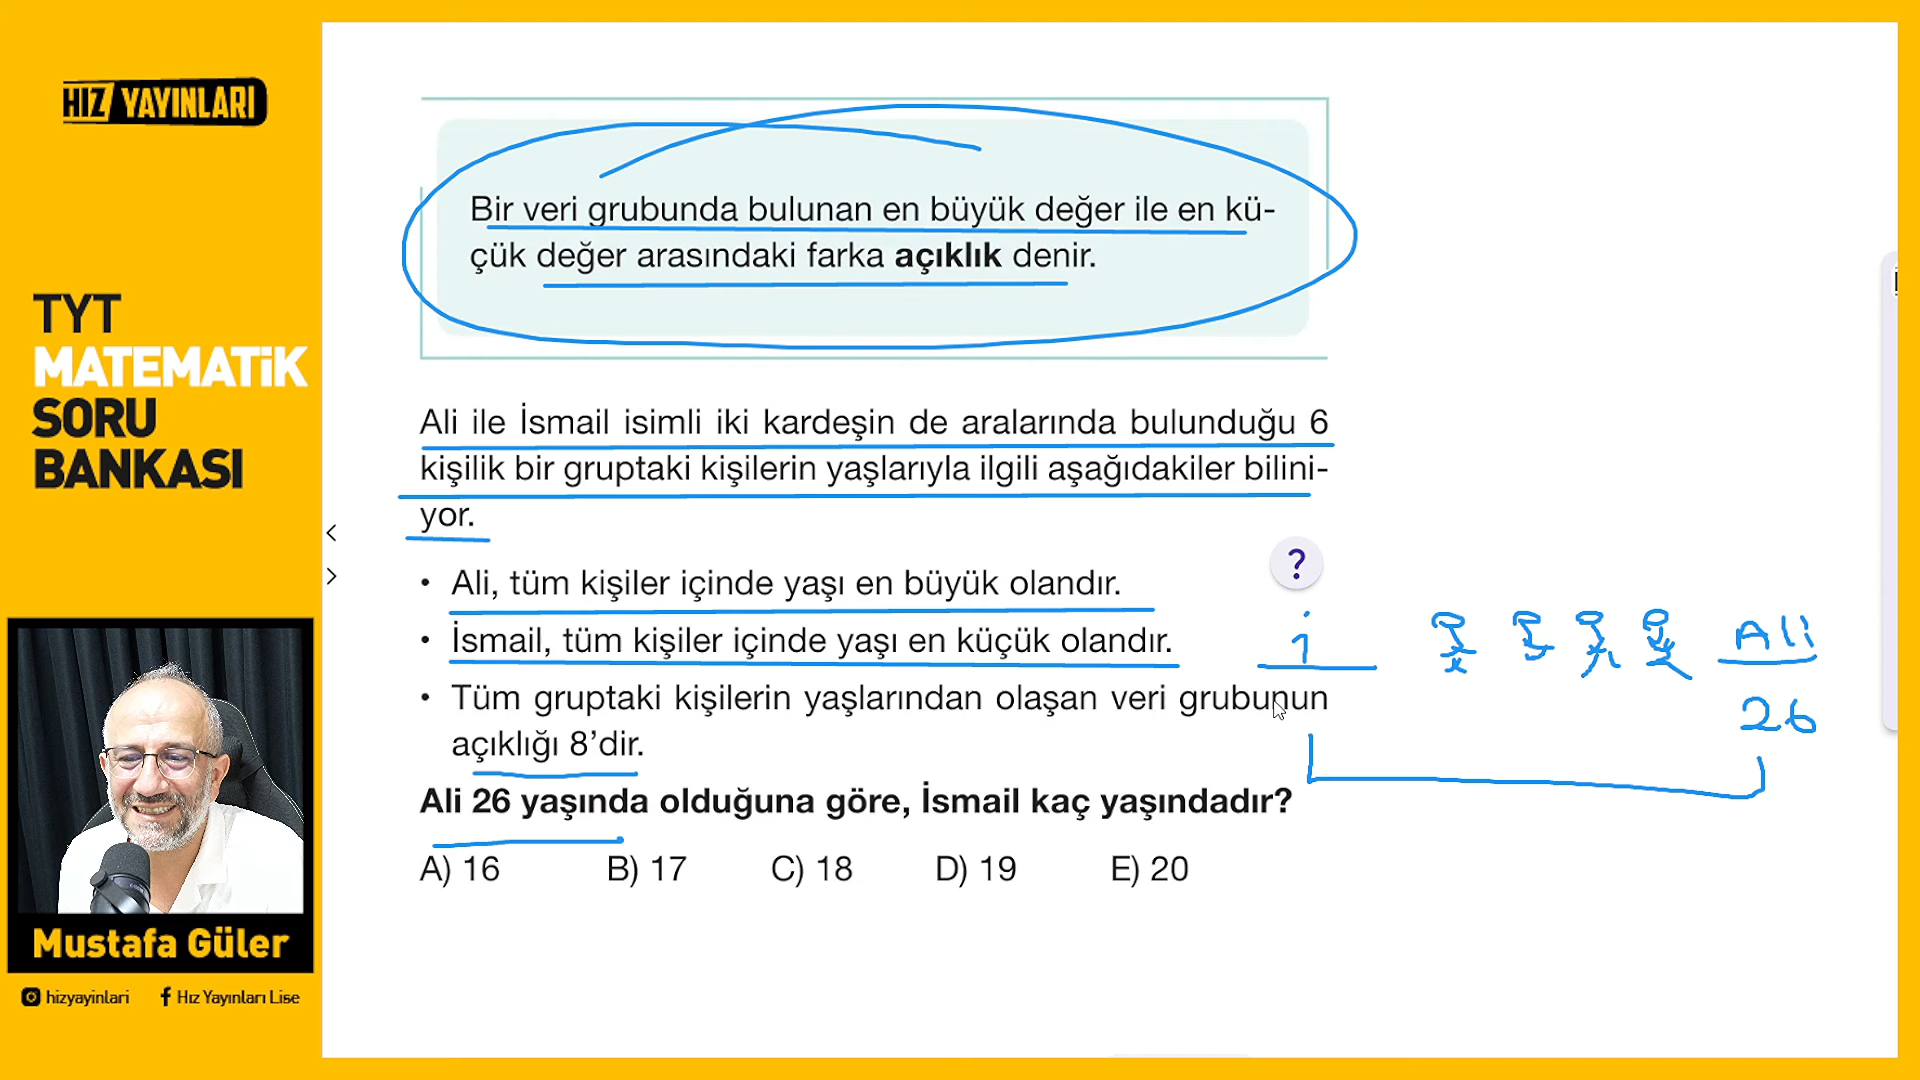 HIZ YAYINLARI
TYT
MATEMATİK
SORU
BANKASI
Bir veri grubunda bulunan en büyük değer ile en kü-
çük değer arasındaki farka açıklık denir.
Ali ile İsmail isimli iki kardeşin de aralarında bulunduğu 6
kişilik bir gruptaki kişilerin yaşlarıyla ilgili aşağıdakiler bilini-
yor.
• Ali, tüm kişiler içinde yaşı en büyük olandır.
• İsmail, tüm kişiler içinde yaşı en küçük olandır.
• Tüm gruptaki kişilerin yaşlarından olaşan veri grubunun
açıklığı 8'dir.
Ali 26 yaşında olduğuna göre, İsmail kaç yaşındadır?
A) 16 B) 17 C) 18 D) 19 E) 20
?
i
Ali
26
Mustafa Güler
hizyayinlari
Hız Yayınları Lise